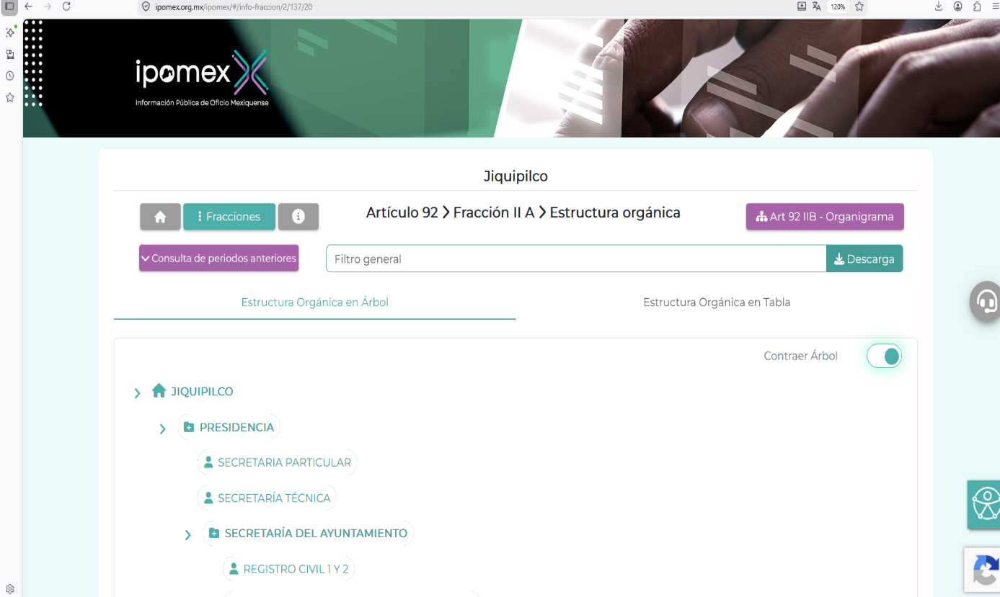 ipomex.org.mx/ipomex/#/info-fraccion/2/137/20
120%
ipomex
Información Pública de Oficio Mexiquense
Jiquipilco
Fracciones
Artículo 92 > Fracción II A > Estructura orgánica
Art 92 IIB - Organigrama
Consulta de periodos anteriores
Filtro general
Descarga
Estructura Orgánica en Árbol
Estructura Orgánica en Tabla
Contraer Árbol
JIQUIPILCO
PRESIDENCIA
SECRETARIA PARTICULAR
SECRETARÍA TÉCNICA
SECRETARÍA DEL AYUNTAMIENTO
REGISTRO CIVIL 1 Y 2